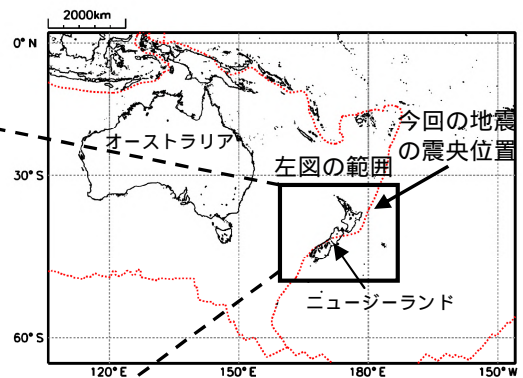 2000km
0° N
オーストラリア
今回の地震
の震央位置
左図の範囲
30° S
ニュージーランド
60° S
120° E
150° E
180° E
150° W